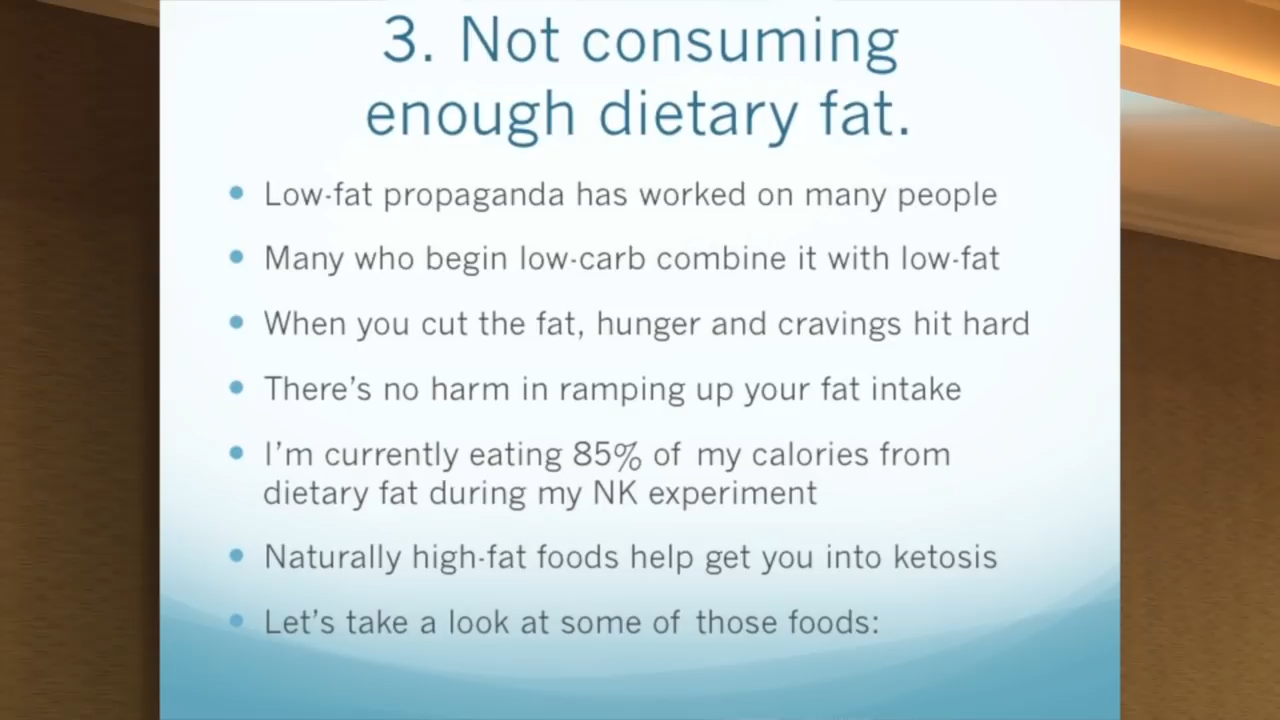 3. Not consuming
enough dietary fat.
• Low-fat propaganda has worked on many people
• Many who begin low-carb combine it with low-fat
• When you cut the fat, hunger and cravings hit hard
• There's no harm in ramping up your fat intake
• I'm currently eating 85% of my calories from
dietary fat during my NK experiment
• Naturally high-fat foods help get you into ketosis
• Let's take a look at some of those foods: